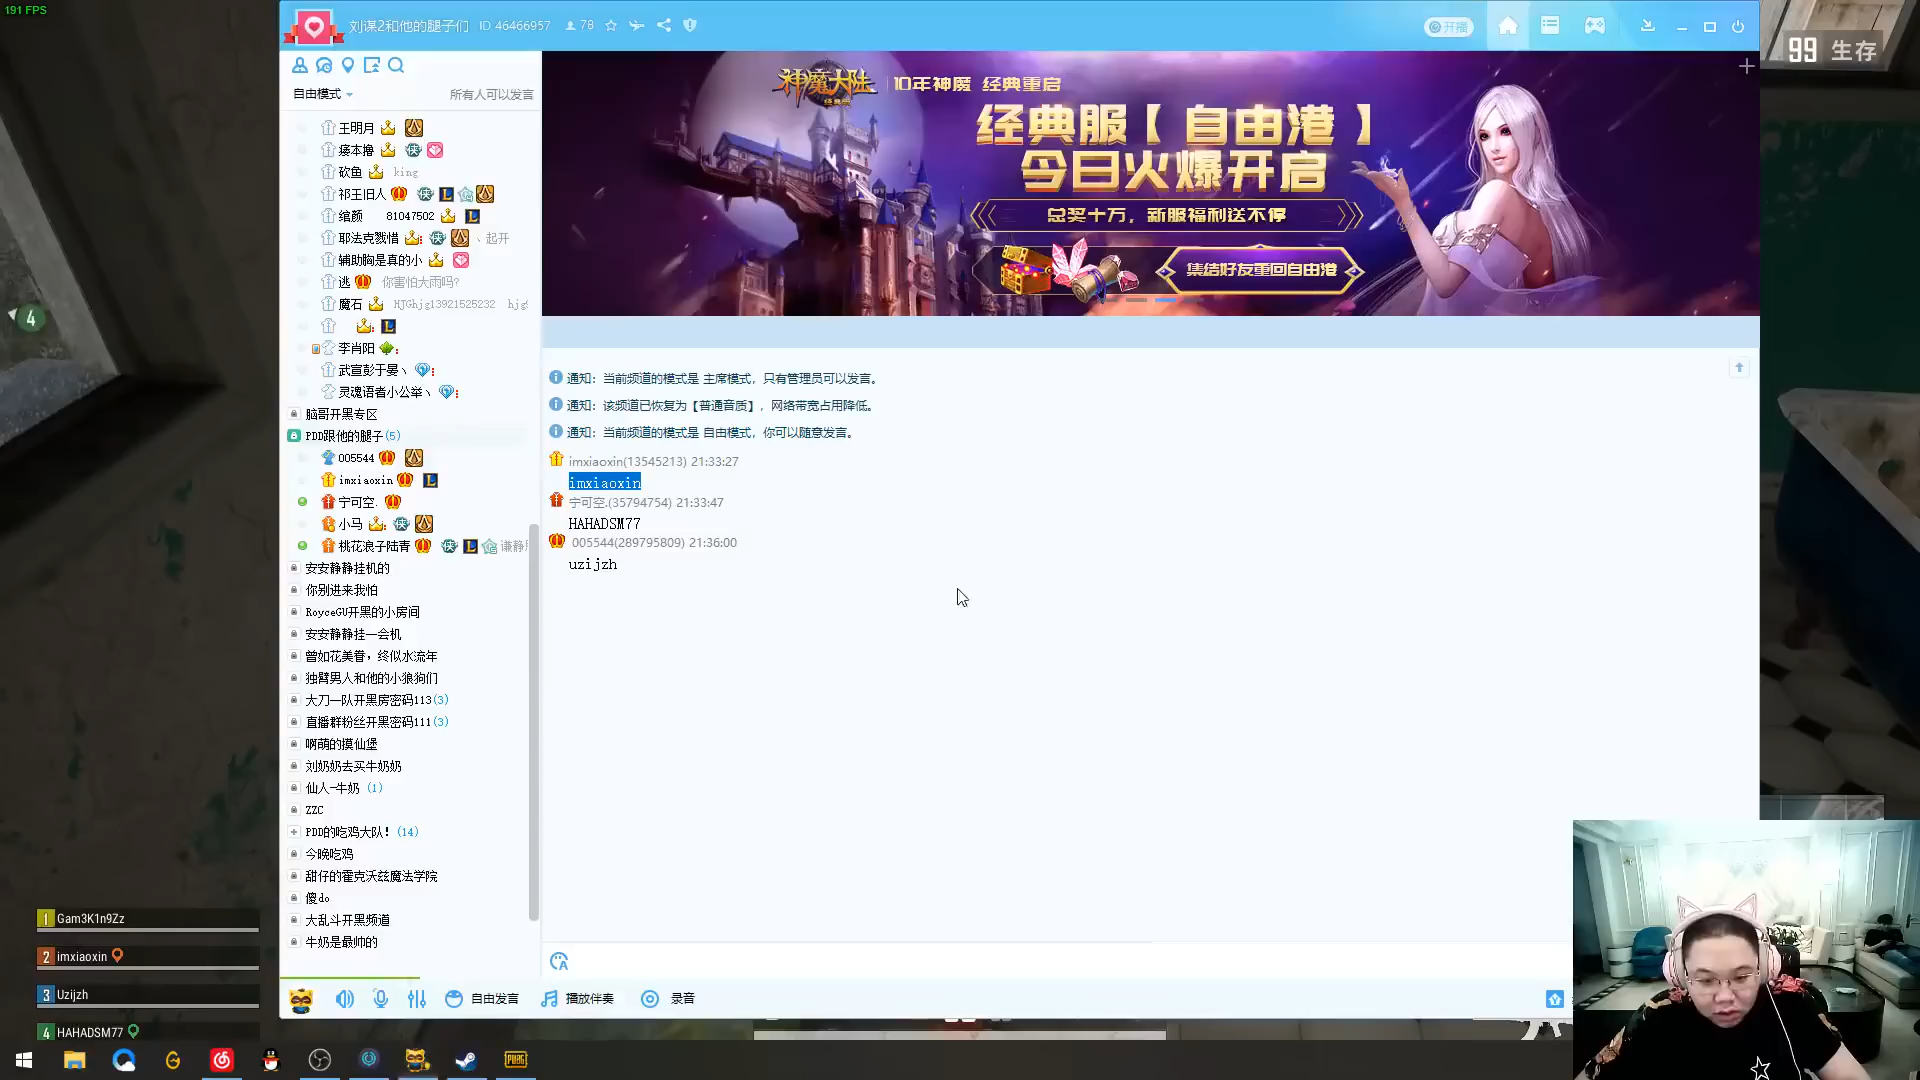 191 FPS
刘谋2和他的腿子们 ID 46466957 78
开播
99 生存
自由模式 所有人可以发言
王明月
痿本撸
砍鱼 king
祁王旧人
绾颜 81047502
耶法克戮惜 丶起开
辅助胸是真的小
逃 你害怕大雨吗?
魔石 HJGhjg13921525232 hjg
李肖阳
武宣彭于晏丶
灵魂语者小公举丶
脑哥开黑专区
PDD跟他的腿子(5)
005544
imxiaoxin
宁可空.
小马
桃花浪子陆青 谦静
安安静静挂机的
你别进来我怕
RoyceGU开黑的小房间
安安静静挂一会机
曾如花美眷，终似水流年
独臂男人和他的小狼狗们
大刀一队开黑房密码113(3)
直播群粉丝开黑密码111(3)
啊萌的摸仙堡
刘奶奶去买牛奶奶
仙人-牛奶 (1)
ZZC
PDD的吃鸡大队! (14)
今晚吃鸡
甜仔的霍克沃兹魔法学院
傻do
大乱斗开黑频道
牛奶是最帅的
神魔大陆
经典服
10年神魔 经典重启
经典服【自由港】
今日火爆开启
总奖十万，新服福利送不停
集结好友重回自由港
通知：当前频道的模式是 主席模式，只有管理员可以发言。
通知：该频道已恢复为【普通音质】，网络带宽占用降低。
通知：当前频道的模式是 自由模式，你可以随意发言。
imxiaoxin(13545213) 21:33:27
imxiaoxin
宁可空.(35794754) 21:33:47
HAHADSM77
005544(289795809) 21:36:00
uzijzh
自由发言 播放伴奏 录音
4
1 Gam3K1n9Zz
2 imxiaoxin
3 Uzijzh
4 HAHADSM77
PUBG